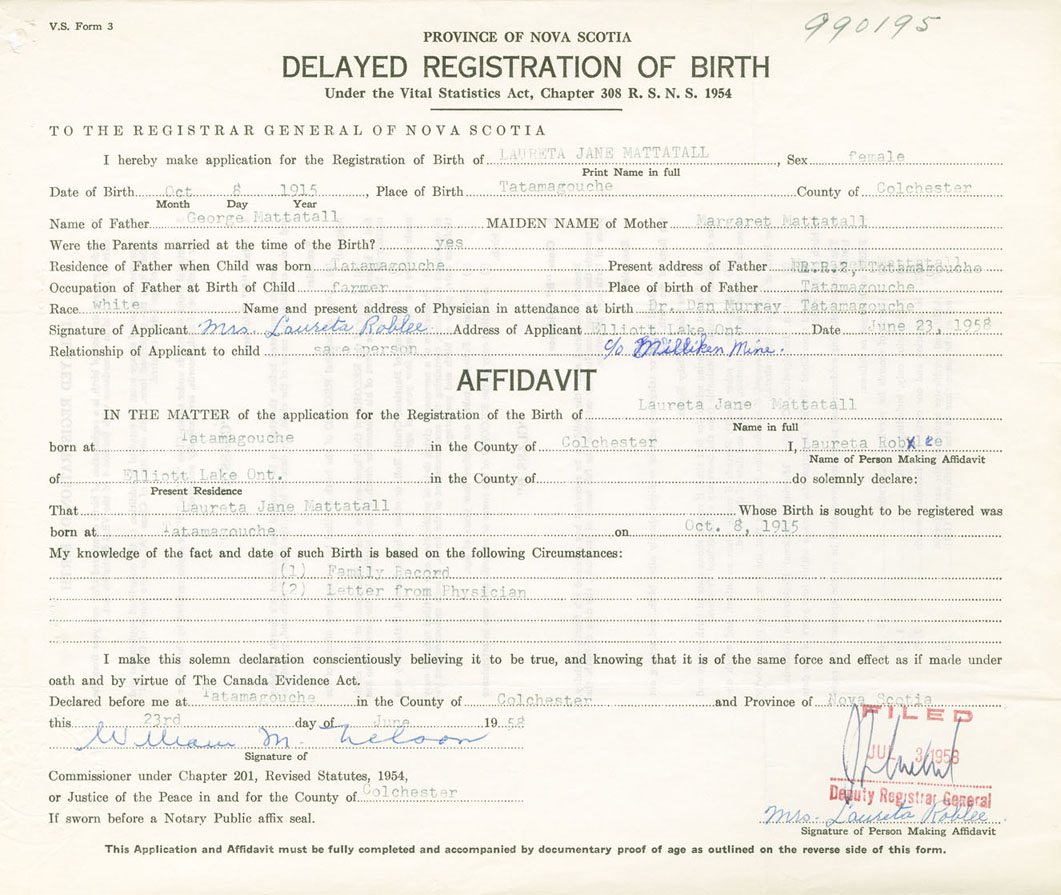 V.S. Form 3
990195
PROVINCE OF NOVA SCOTIA
DELAYED REGISTRATION OF BIRTH
Under the Vital Statistics Act, Chapter 308 R. S. N. S. 1954
TO THE REGISTRAR GENERAL OF NOVA SCOTIA
I hereby make application for the Registration of Birth of LAURETA JANE MATTATALL, Sex female
Print Name in full
Date of Birth Oct 8 1915, Place of Birth Tatamagouche County of Colchester
Month Day Year
Name of Father George Mattatall MAIDEN NAME of Mother Margaret Mattatall
Were the Parents married at the time of the Birth? yes
Residence of Father when Child was born Tatamagouche Present address of Father R.R.2, Tatamagouche
Occupation of Father at Birth of Child farmer Place of birth of Father Tatamagouche
Race white Name and present address of Physician in attendance at birth Dr. Dan Murray Tatamagouche
Signature of Applicant Mrs. Laureta Roblee Address of Applicant Elliott Lake Ont Date June 23, 1958
Relationship of Applicant to child same person c/o Milliken Mine.
AFFIDAVIT
IN THE MATTER of the application for the Registration of the Birth of Laureta Jane Mattatall
Name in full
born at Tatamagouche in the County of Colchester I, Laureta Roblee
Name of Person Making Affidavit
of Elliott Lake Ont. in the County of do solemnly declare:
Present Residence
That Laureta Jane Mattatall Whose Birth is sought to be registered was
born at Tatamagouche on Oct. 8, 1915
My knowledge of the fact and date of such Birth is based on the following Circumstances:
(1) Family Record
(2) Letter from Physician
I make this solemn declaration conscientiously believing it to be true, and knowing that it is of the same force and effect as if made under
oath and by virtue of The Canada Evidence Act.
Declared before me at Tatamagouche in the County of Colchester and Province of Nova Scotia
this 23rd day of June 1958
FILED
William M. Nelson
JUL 3 1958
Signature of
Commissioner under Chapter 201, Revised Statutes, 1954,
or Justice of the Peace in and for the County of Colchester
Deputy Registrar General
If sworn before a Notary Public affix seal.
Mrs. Laureta Roblee
Signature of Person Making Affidavit
This Application and Affidavit must be fully completed and accompanied by documentary proof of age as outlined on the reverse side of this form.